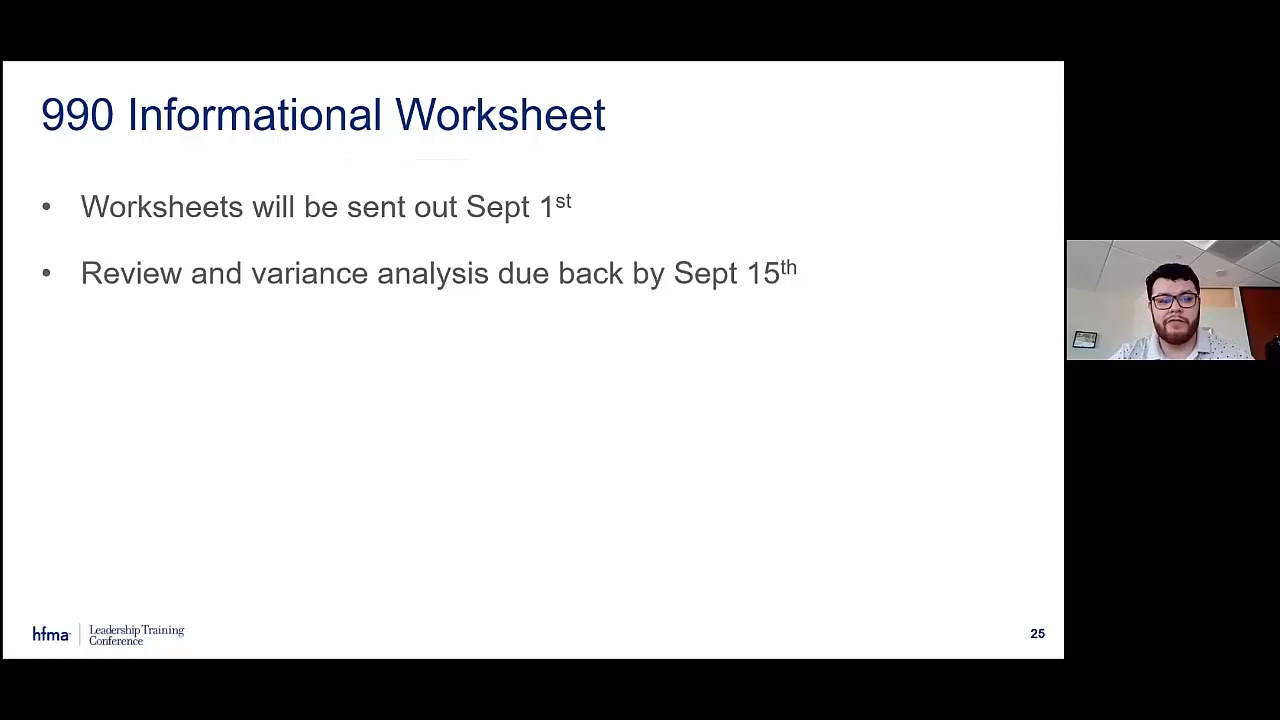 990 Informational Worksheet
• Worksheets will be sent out Sept 1st
• Review and variance analysis due back by Sept 15th
hfma
Leadership Training
Conference
25